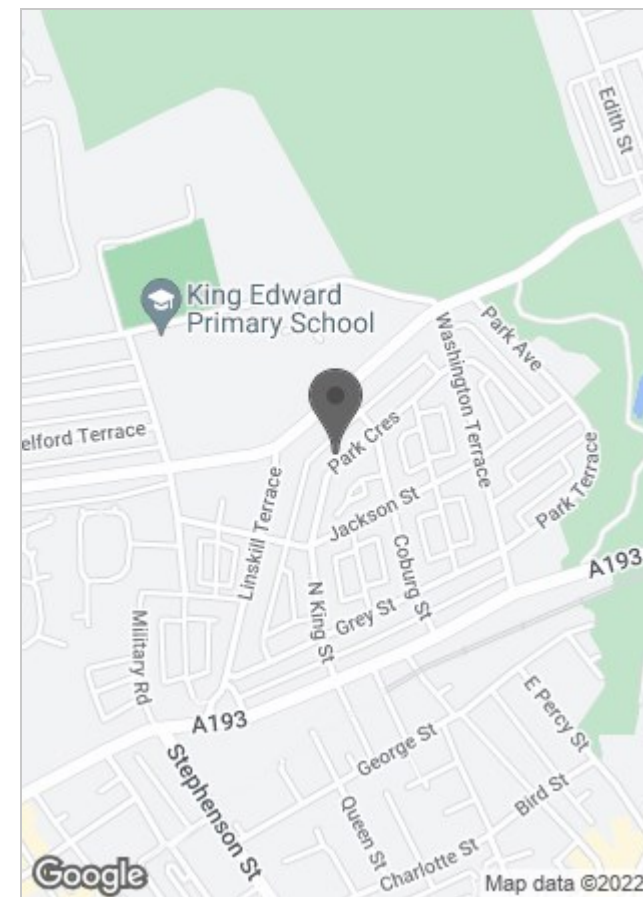 Edith St
King Edward
Primary School
Washington Terrace
Park Ave
elford Terrace
Park Cres
Linskill Terrace
Jackson St
Park Terrace
Coburg St
A193
N King St
Grey St
Military Rd
A193
E Percy St
George St
Stephenson St
Queen St
Bird St
Charlotte St
Google
Map data ©2022